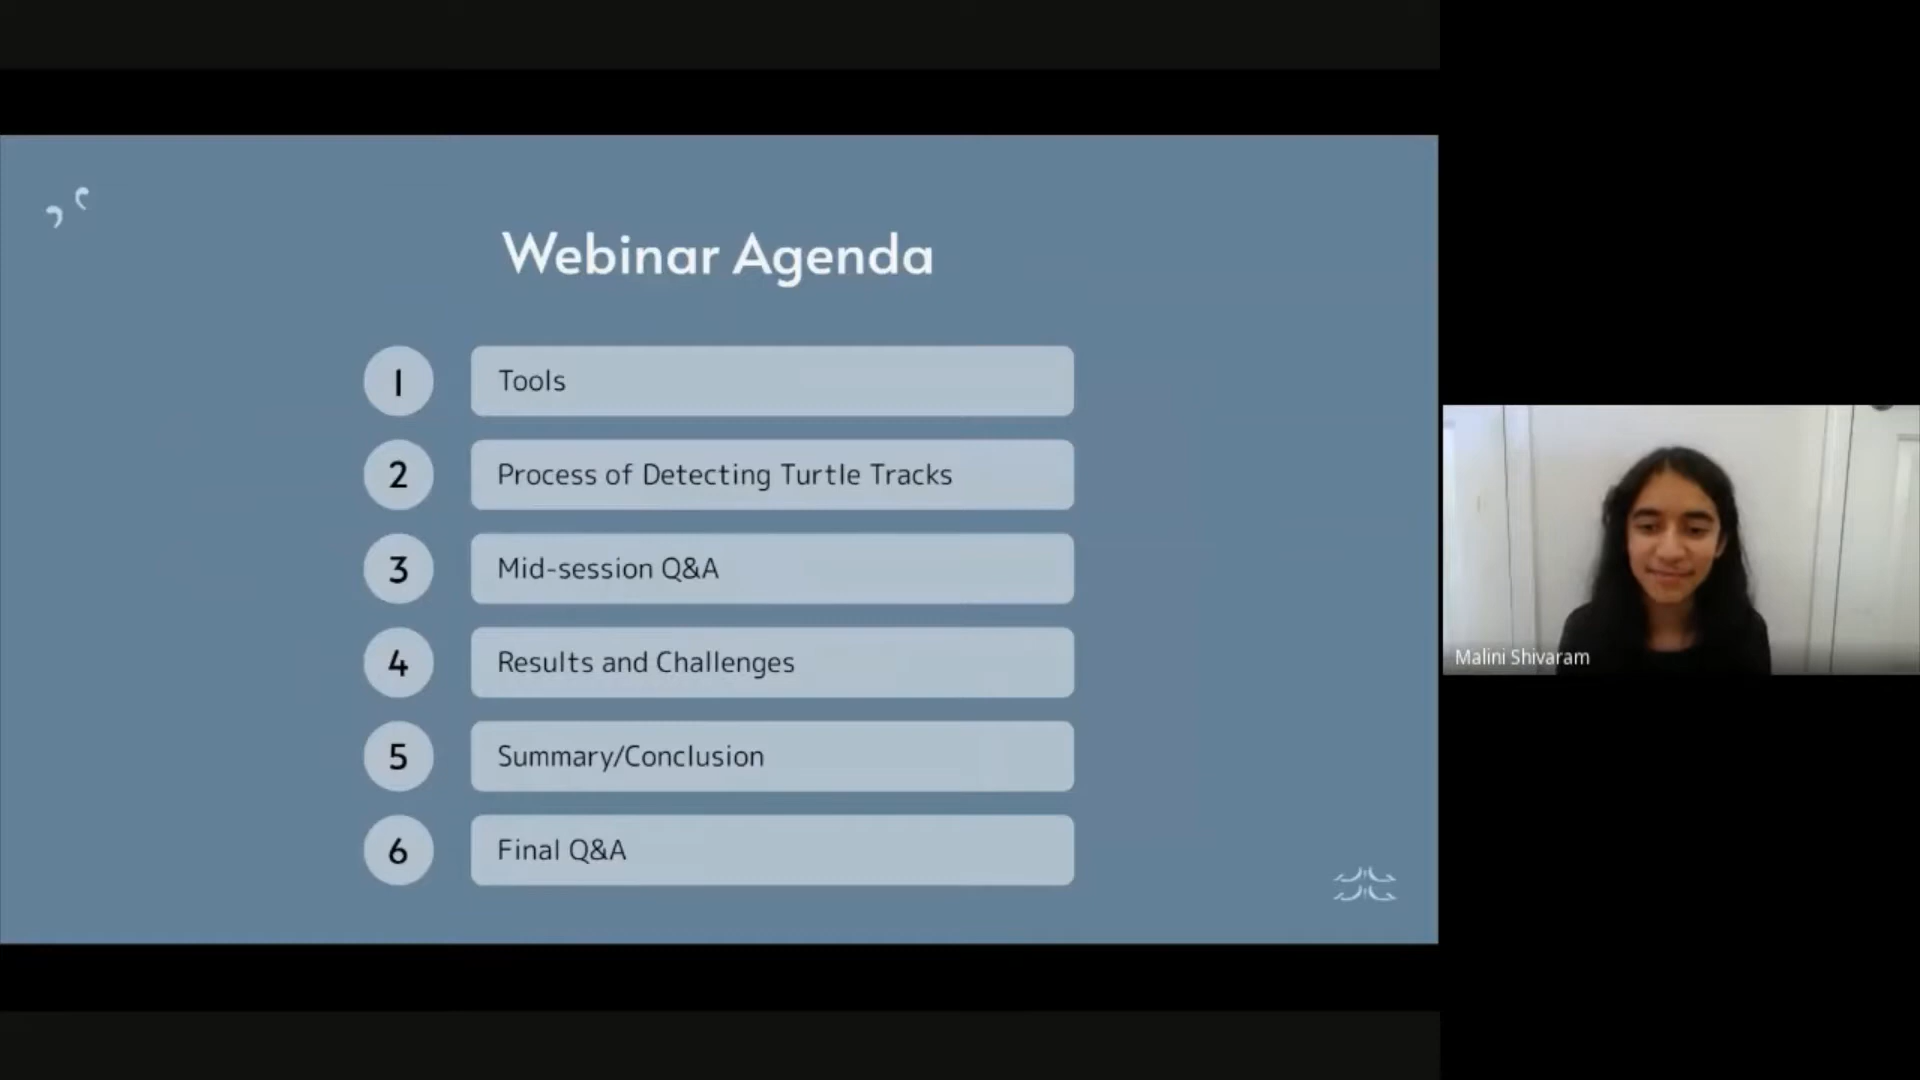 Webinar Agenda
1
Tools
2
Process of Detecting Turtle Tracks
3
Mid-session Q&A
4
Results and Challenges
5
Summary/Conclusion
6
Final Q&A
Malini Shivaram